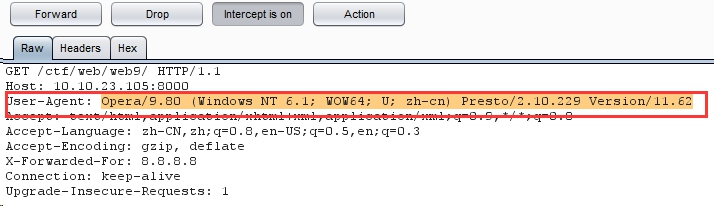 Forward Drop Intercept is on Action
Raw Headers Hex
GET /ctf/web/web9/ HTTP/1.1
Host: 10.10.23.105:8000
User-Agent: Opera/9.80 (Windows NT 6.1; WOW64; U; zh-cn) Presto/2.10.229 Version/11.62
Accept: text/html,application/xhtml+xml,application/xml;q=0.9,*/*;q=0.8
Accept-Language: zh-CN,zh;q=0.8,en-US;q=0.5,en;q=0.3
Accept-Encoding: gzip, deflate
X-Forwarded-For: 8.8.8.8
Connection: keep-alive
Upgrade-Insecure-Requests: 1